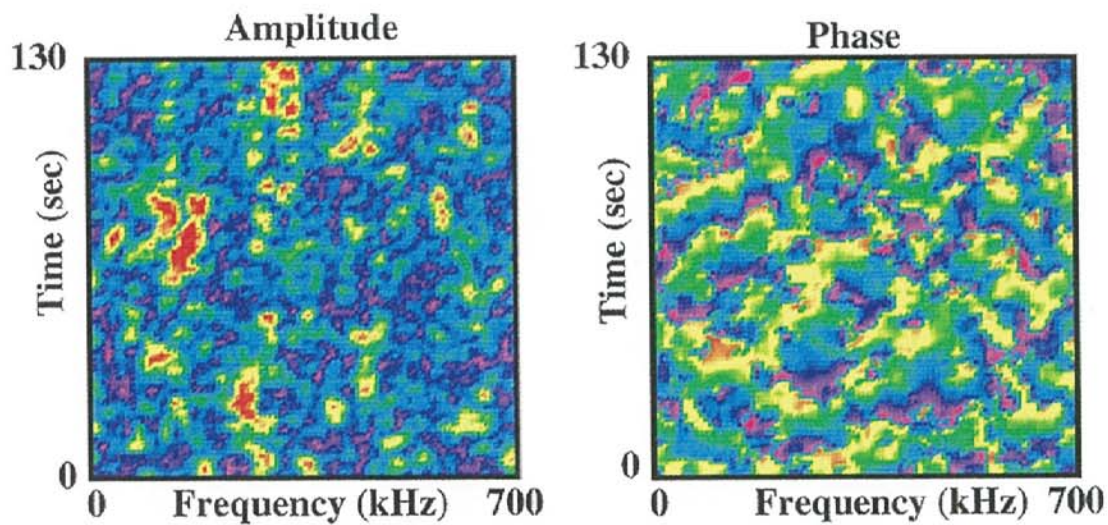 Amplitude
130
Time (sec)
0
0 Frequency (kHz) 700
Phase
130
Time (sec)
0
0 Frequency (kHz) 700